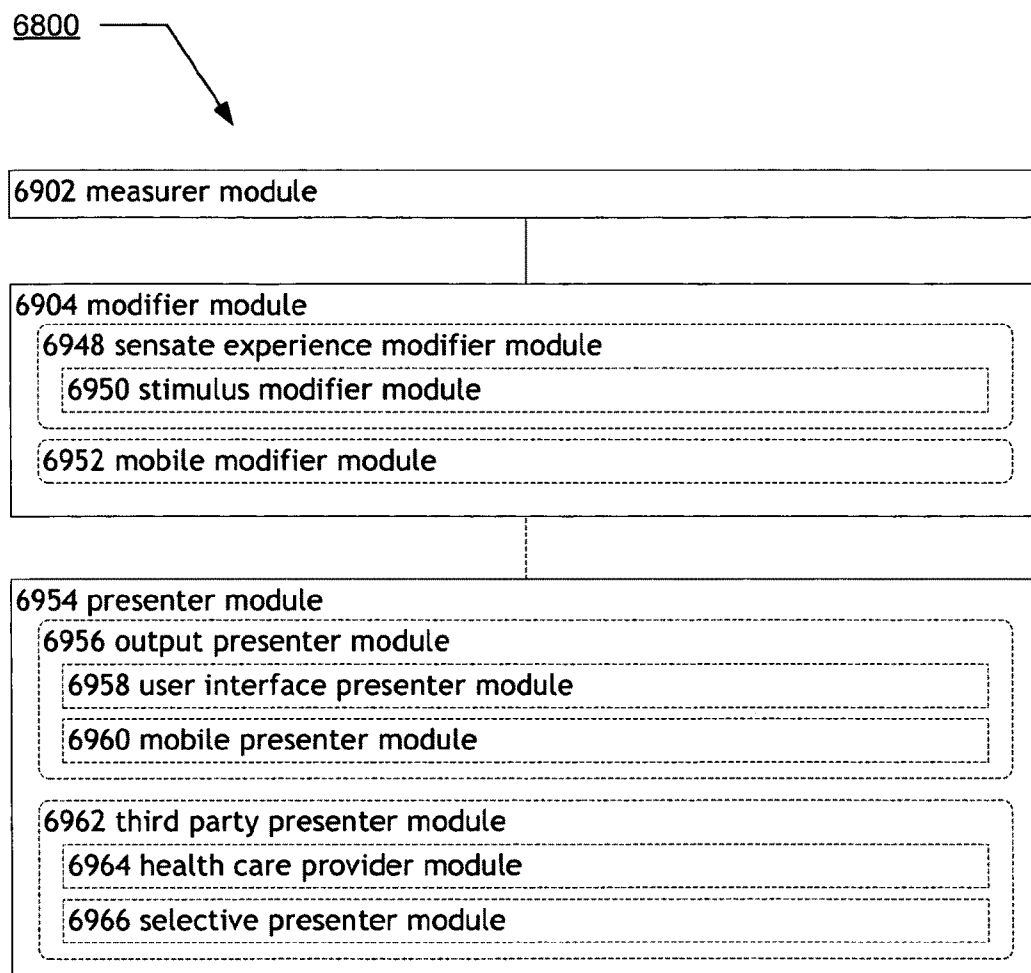 6800
6902 measurer module
6904 modifier module
6948 sensate experience modifier module
6950 stimulus modifier module
6952 mobile modifier module
6954 presenter module
6956 output presenter module
6958 user interface presenter module
6960 mobile presenter module
6962 third party presenter module
6964 health care provider module
6966 selective presenter module